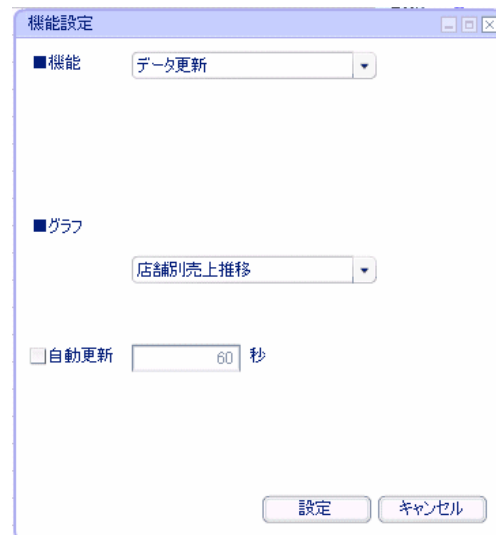 機能設定
■機能 データ更新
■グラフ
店舗別売上推移
自動更新 60 秒
設定 キャンセル